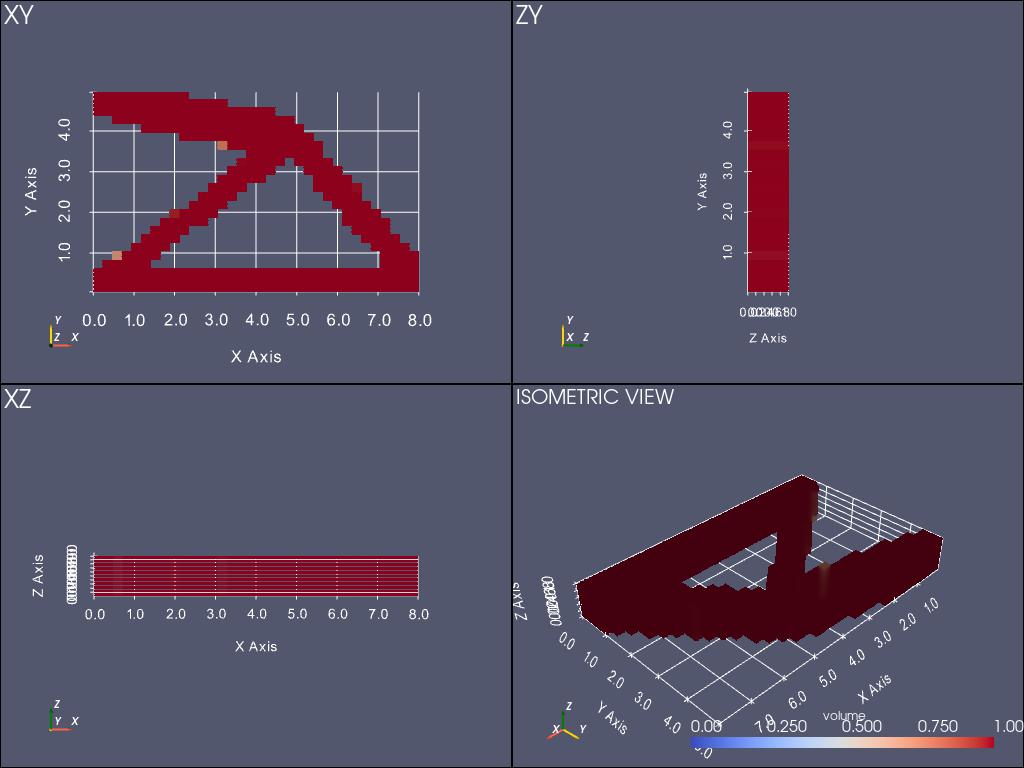 XY
4.0
3.0
2.0
1.0
Y Axis
0.0 1.0 2.0 3.0 4.0 5.0 6.0 7.0 8.0
X Axis
Y
Z X
ZY
4.0
3.0
2.0
1.0
Y Axis
Z Axis
Y
X Z
XZ
Z Axis
0.0 1.0 2.0 3.0 4.0 5.0 6.0 7.0 8.0
X Axis
Z
Y X
ISOMETRIC VIEW
Z Axis
0.0 1.0 2.0 3.0 4.0
Y Axis
1.0
2.0
3.0
4.0
5.0
6.0
7.0
X Axis
Z
X Y
volume
0.00 0.250 0.500 0.750 1.00